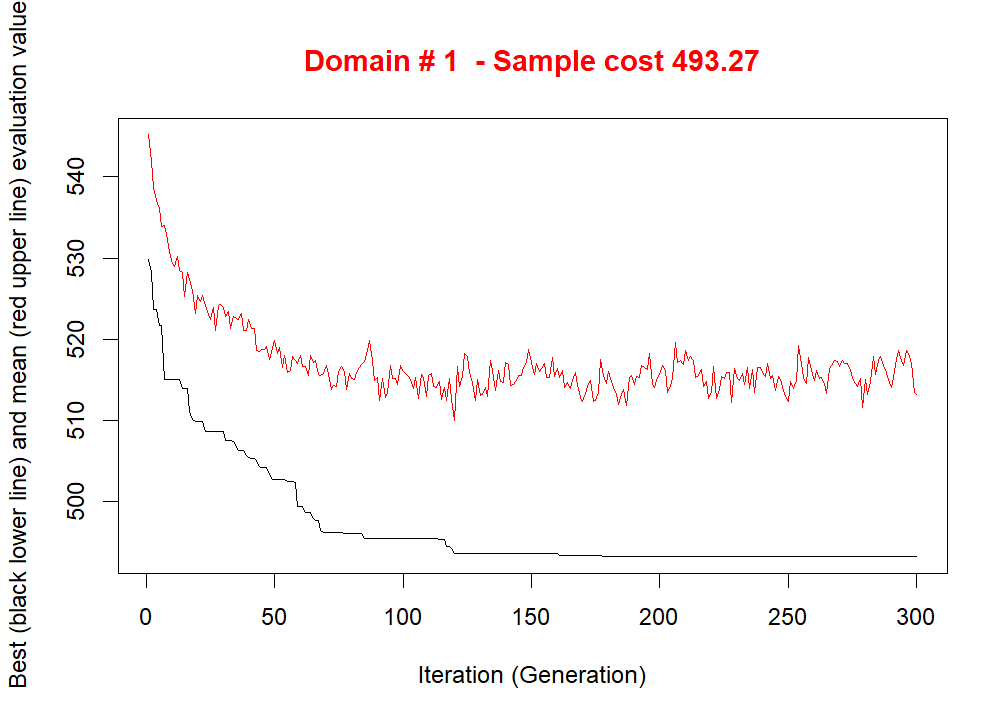 Domain # 1  - Sample cost 493.27
Best (black lower line) and mean (red upper line) evaluation value
540
530
520
510
500
0 50 100 150 200 250 300
Iteration (Generation)